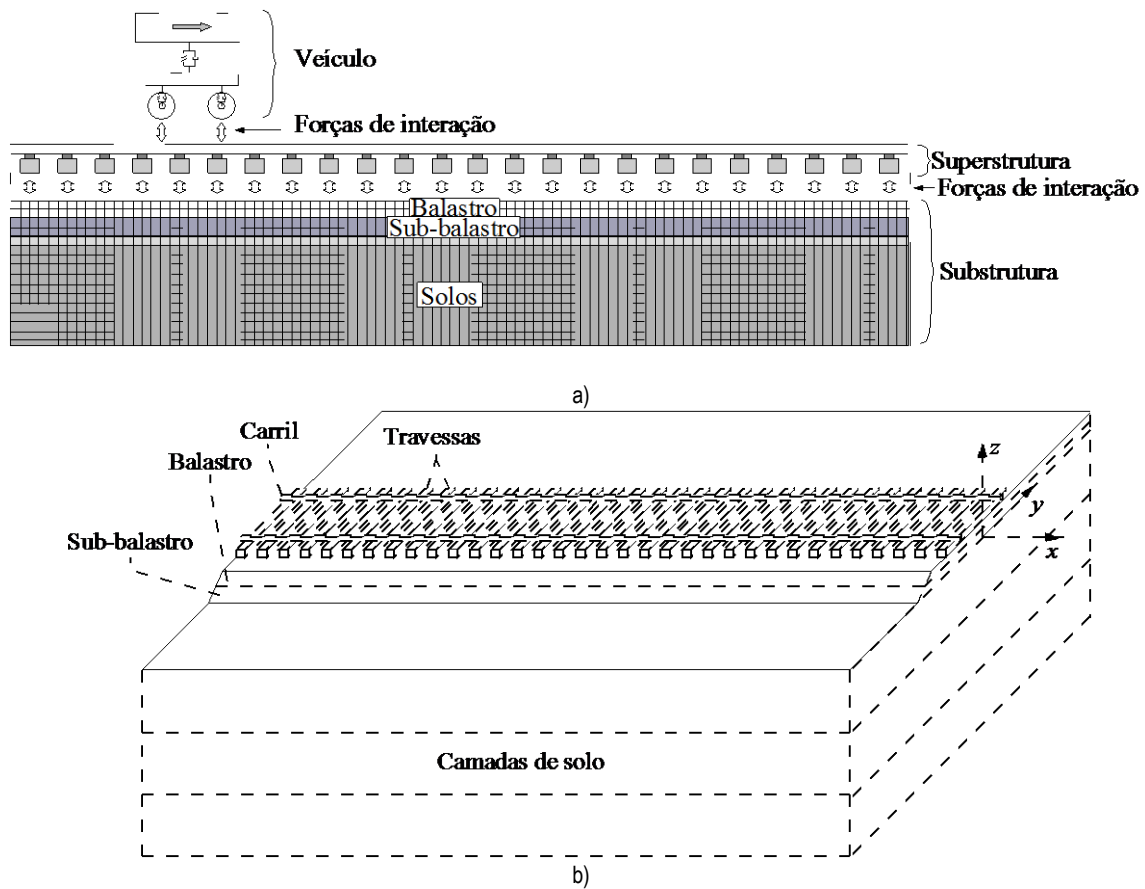 Veículo
Forças de interação
Superstrutura
Forças de interação
Balastro
Sub-balastro
Substrutura
Solos
a)
Carril
Travessas
Balastro
z
Sub-balastro
y
x
Camadas de solo
b)